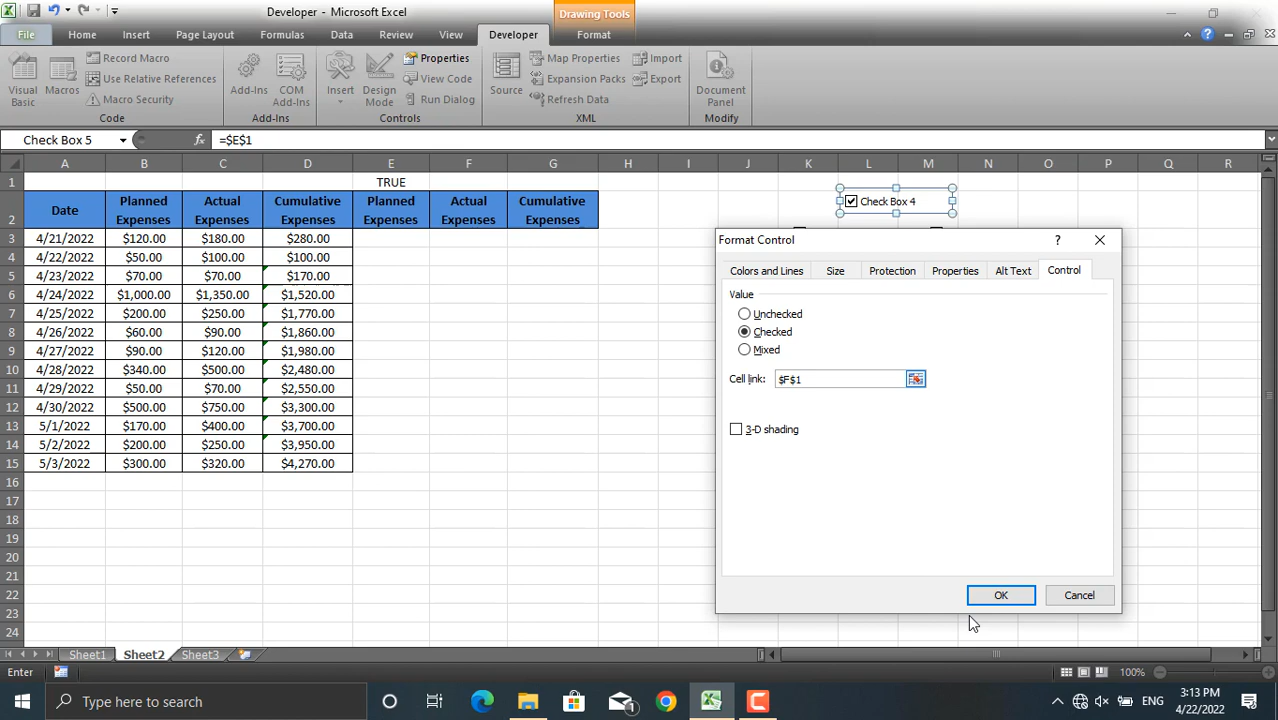 Developer - Microsoft Excel
Drawing Tools
File Home Insert Page Layout Formulas Data Review View Developer Format
Visual Basic
Macros
Record Macro
Use Relative References
Macro Security
Code
Add-Ins
COM Add-Ins
Add-Ins
Insert
Design Mode
Properties
View Code
Run Dialog
Controls
Source
Map Properties
Expansion Packs
Refresh Data
Import
Export
XML
Document Panel
Modify
Check Box 5 fx =$E$1
A B C D E F G H I J K L M N O P Q R
1 TRUE
2 Date Planned Expenses Actual Expenses Cumulative Expenses Planned Expenses Actual Expenses Cumulative Expenses
3 4/21/2022 $120.00 $180.00 $280.00
4 4/22/2022 $50.00 $100.00 $100.00
5 4/23/2022 $70.00 $70.00 $170.00
6 4/24/2022 $1,000.00 $1,350.00 $1,520.00
7 4/25/2022 $200.00 $250.00 $1,770.00
8 4/26/2022 $60.00 $90.00 $1,860.00
9 4/27/2022 $90.00 $120.00 $1,980.00
10 4/28/2022 $340.00 $500.00 $2,480.00
11 4/29/2022 $50.00 $70.00 $2,550.00
12 4/30/2022 $500.00 $750.00 $3,300.00
13 5/1/2022 $170.00 $400.00 $3,700.00
14 5/2/2022 $200.00 $250.00 $3,950.00
15 5/3/2022 $300.00 $320.00 $4,270.00
16
17
18
19
20
21
22
23
24
Check Box 4
Format Control ?
Colors and Lines Size Protection Properties Alt Text Control
Value
Unchecked
Checked
Mixed
Cell link: $F$1
3-D shading
OK Cancel
Sheet1 Sheet2 Sheet3
Enter 100%
Type here to search
1
ENG
3:13 PM
4/22/2022